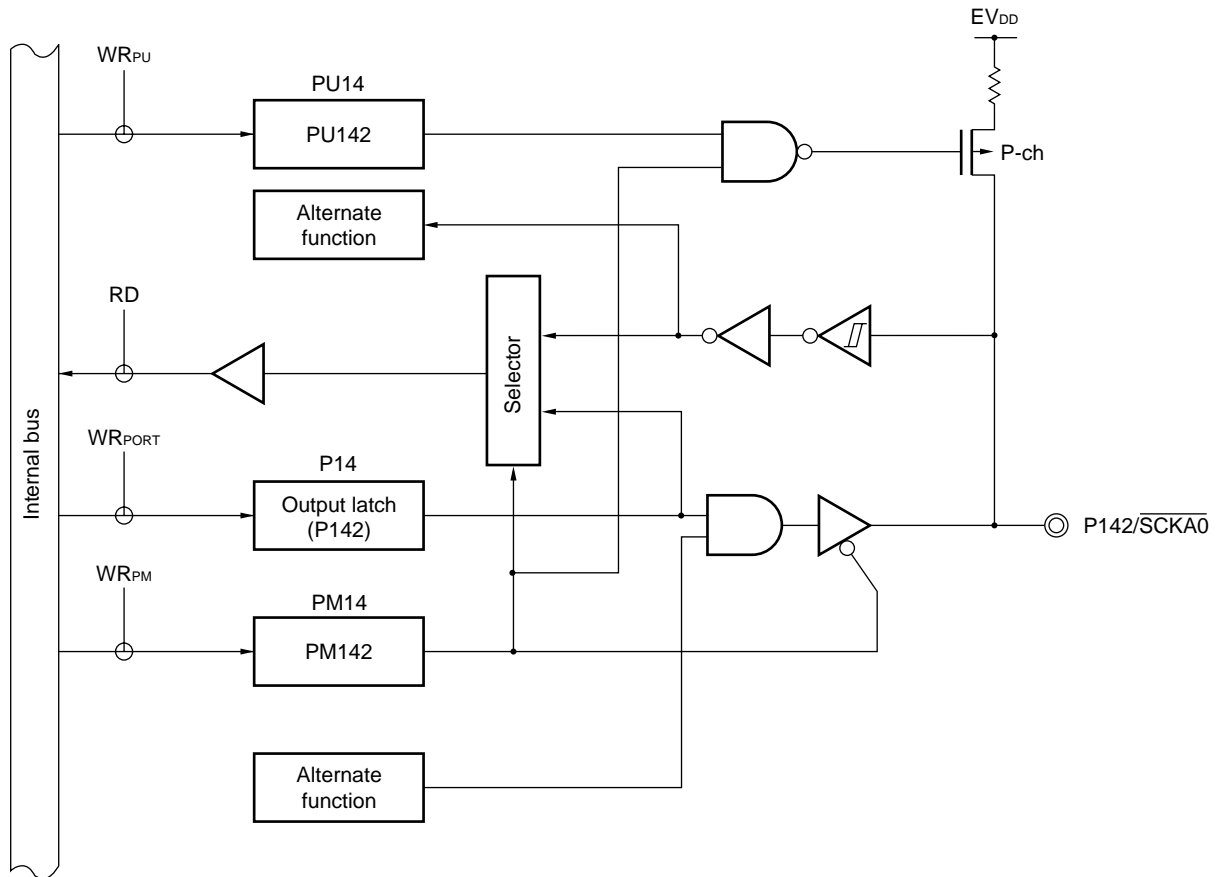 EVDD
WRPU
PU14
PU142
P-ch
Alternate
function
RD
Selector
Internal bus
WRPORT
P14
Output latch
(P142)
P142/SCKA0
WRPM
PM14
PM142
Alternate
function